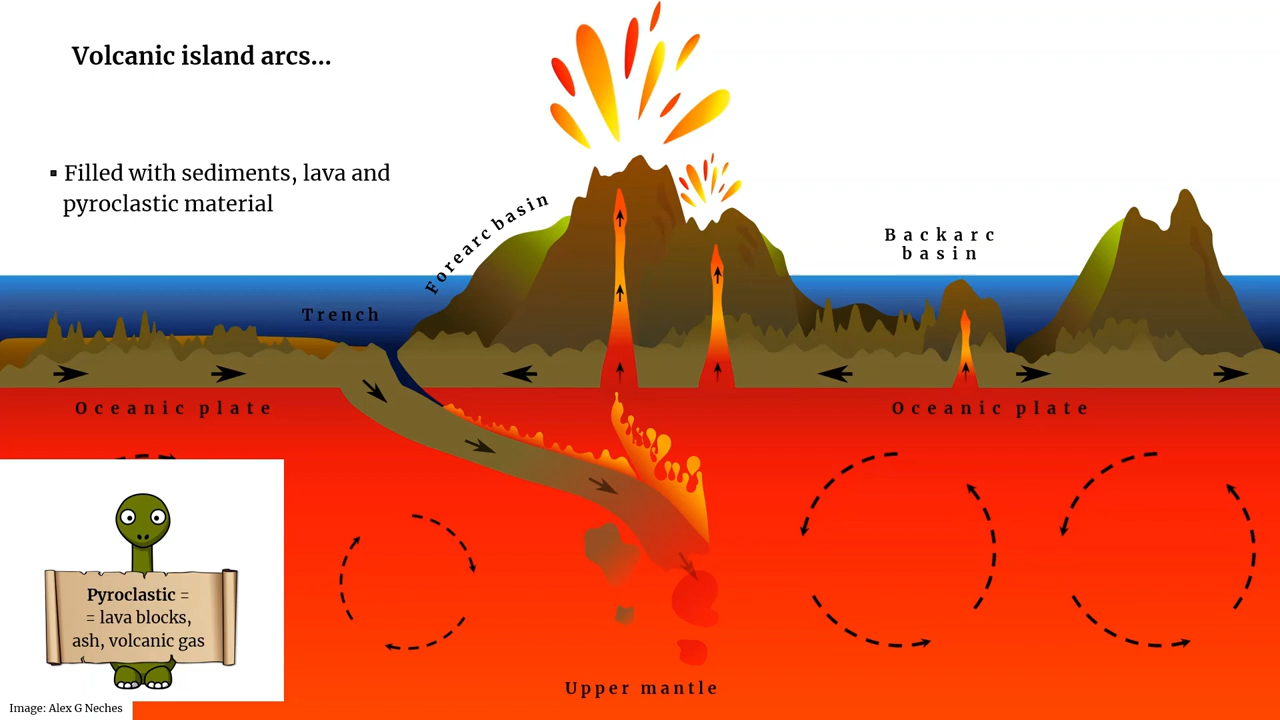 Volcanic island arcs...
▪ Filled with sediments, lava and
pyroclastic material
Forearc basin
Backarc
basin
Trench
Oceanic plate
Oceanic plate
Pyroclastic =
= lava blocks,
ash, volcanic gas
Upper mantle
Image: Alex G Neches